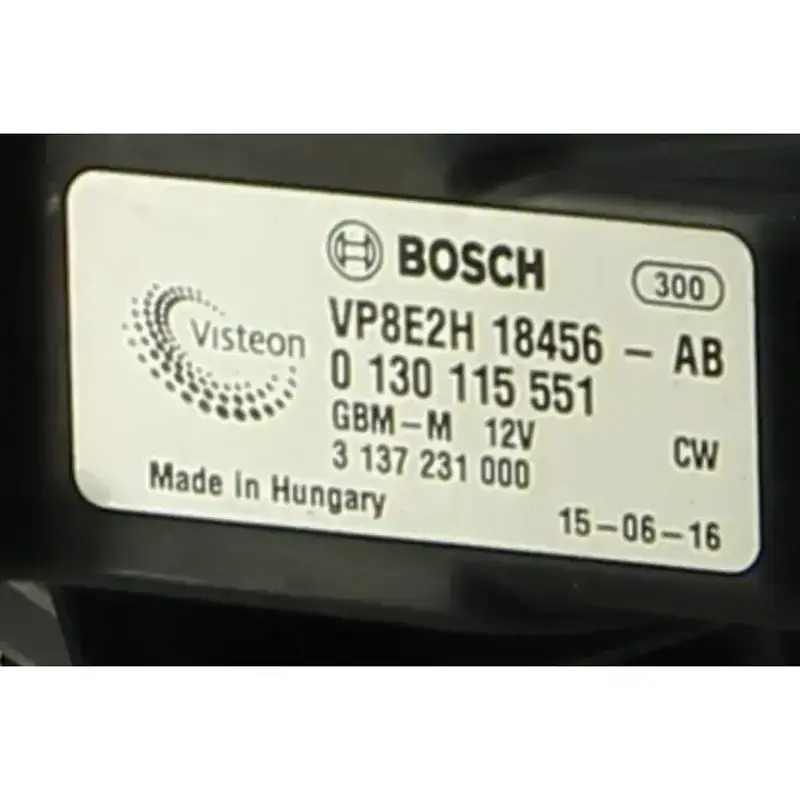 BOSCH
300
Visteon
VP8E2H 18456 - AB
0 130 115 551
GBM-M 12V
CW
3 137 231 000
Made in Hungary
15-06-16